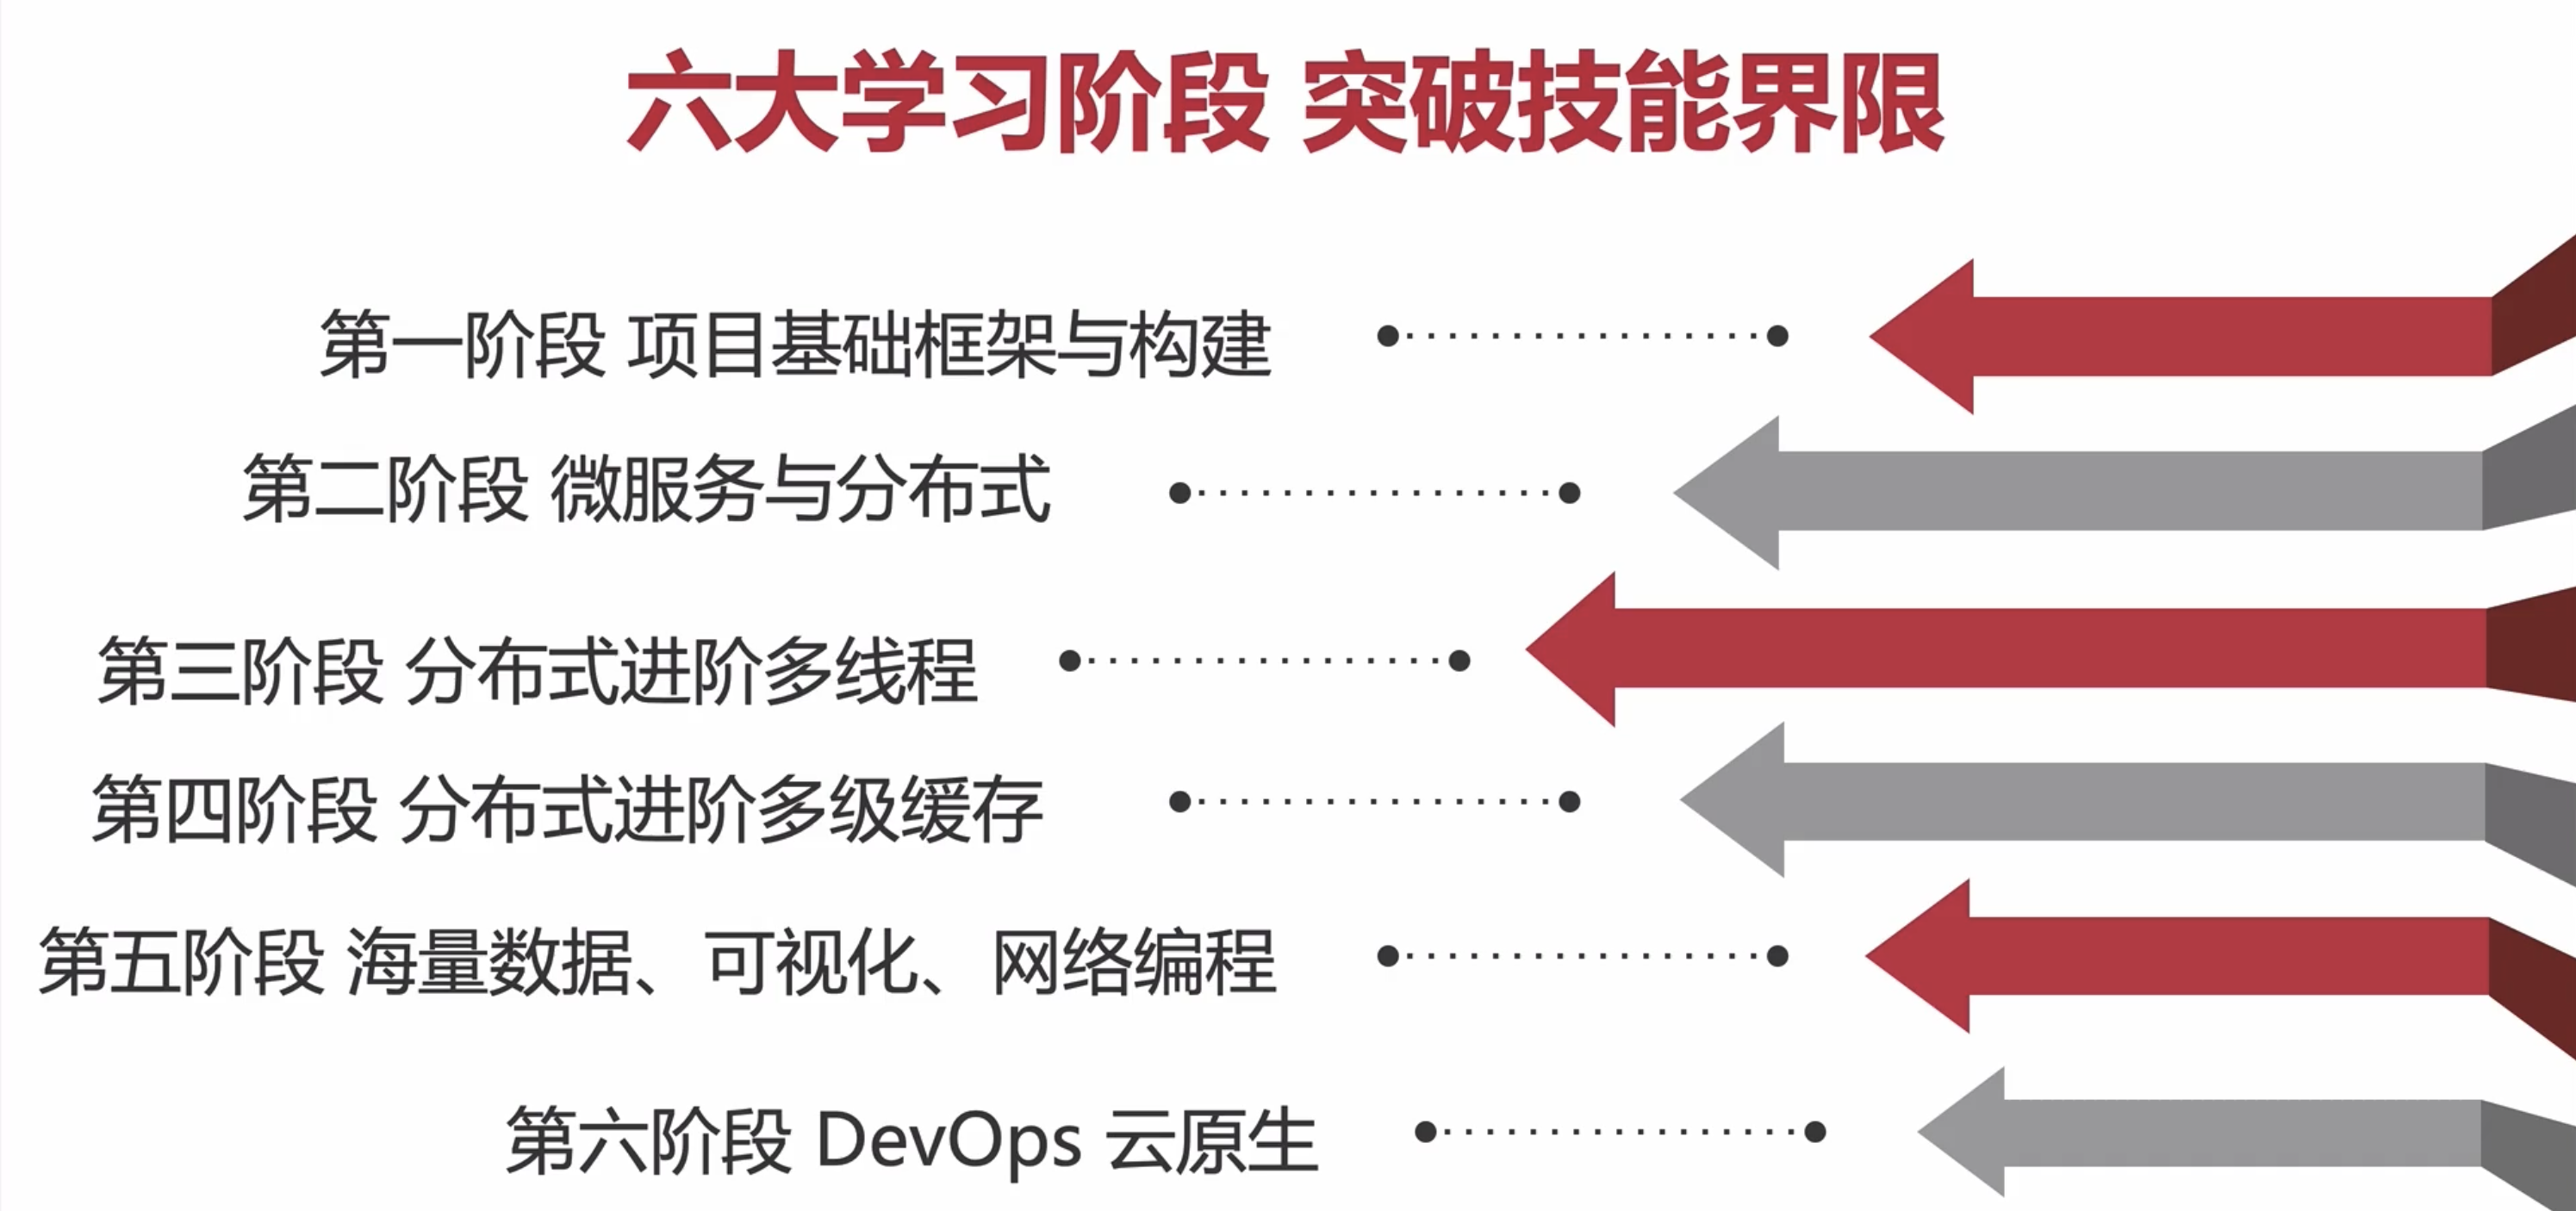 六大学习阶段 突破技能界限
第一阶段 项目基础框架与构建
第二阶段 微服务与分布式
第三阶段 分布式进阶多线程
第四阶段 分布式进阶多级缓存
第五阶段 海量数据、可视化、网络编程
第六阶段 DevOps 云原生